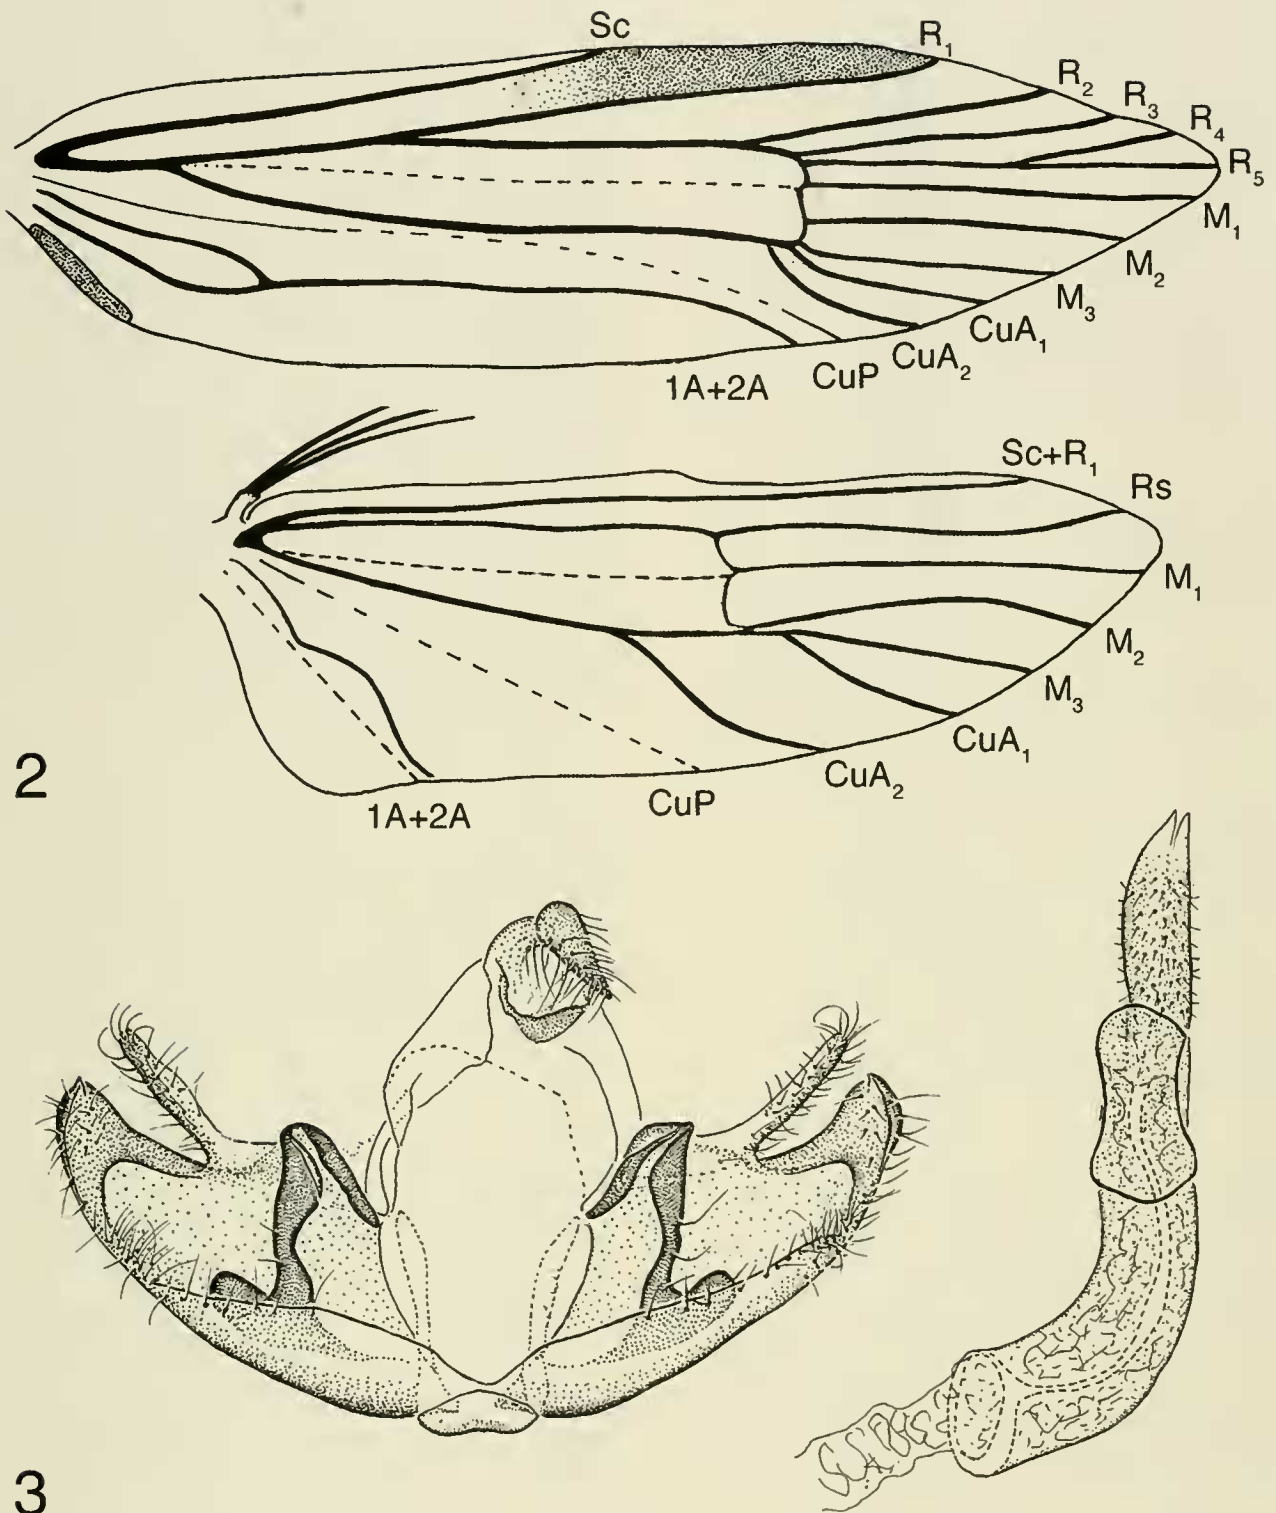 Sc
R₁
R₂
R₃
R₄
R₅
M₁
M₂
M₃
CuA₁
CuA₂
CuP
1A+2A
Sc+R₁
Rs
M₁
M₂
M₃
CuA₁
CuA₂
CuP
1A+2A
2
3